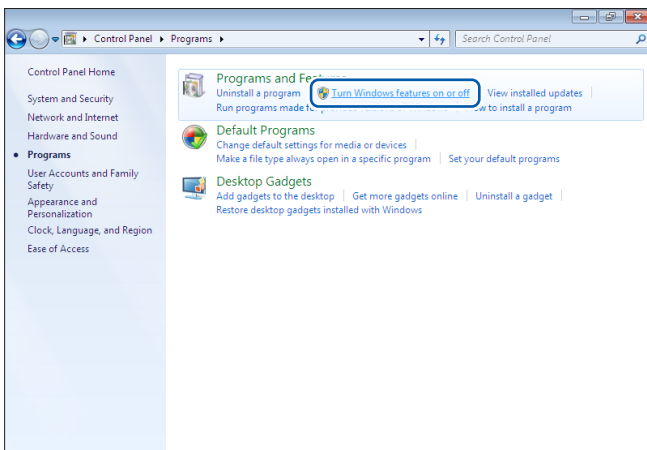 Control Panel Programs
Search Control Panel
Control Panel Home
System and Security
Network and Internet
Hardware and Sound
Programs
User Accounts and Family
Safety
Appearance and
Personalization
Clock, Language, and Region
Ease of Access
Programs and Features
Uninstall a program Turn Windows features on or off View installed updates
Run programs made to install a program
Default Programs
Change default settings for media or devices
Make a file type always open in a specific program Set your default programs
Desktop Gadgets
Add gadgets to the desktop Get more gadgets online Uninstall a gadget
Restore desktop gadgets installed with Windows